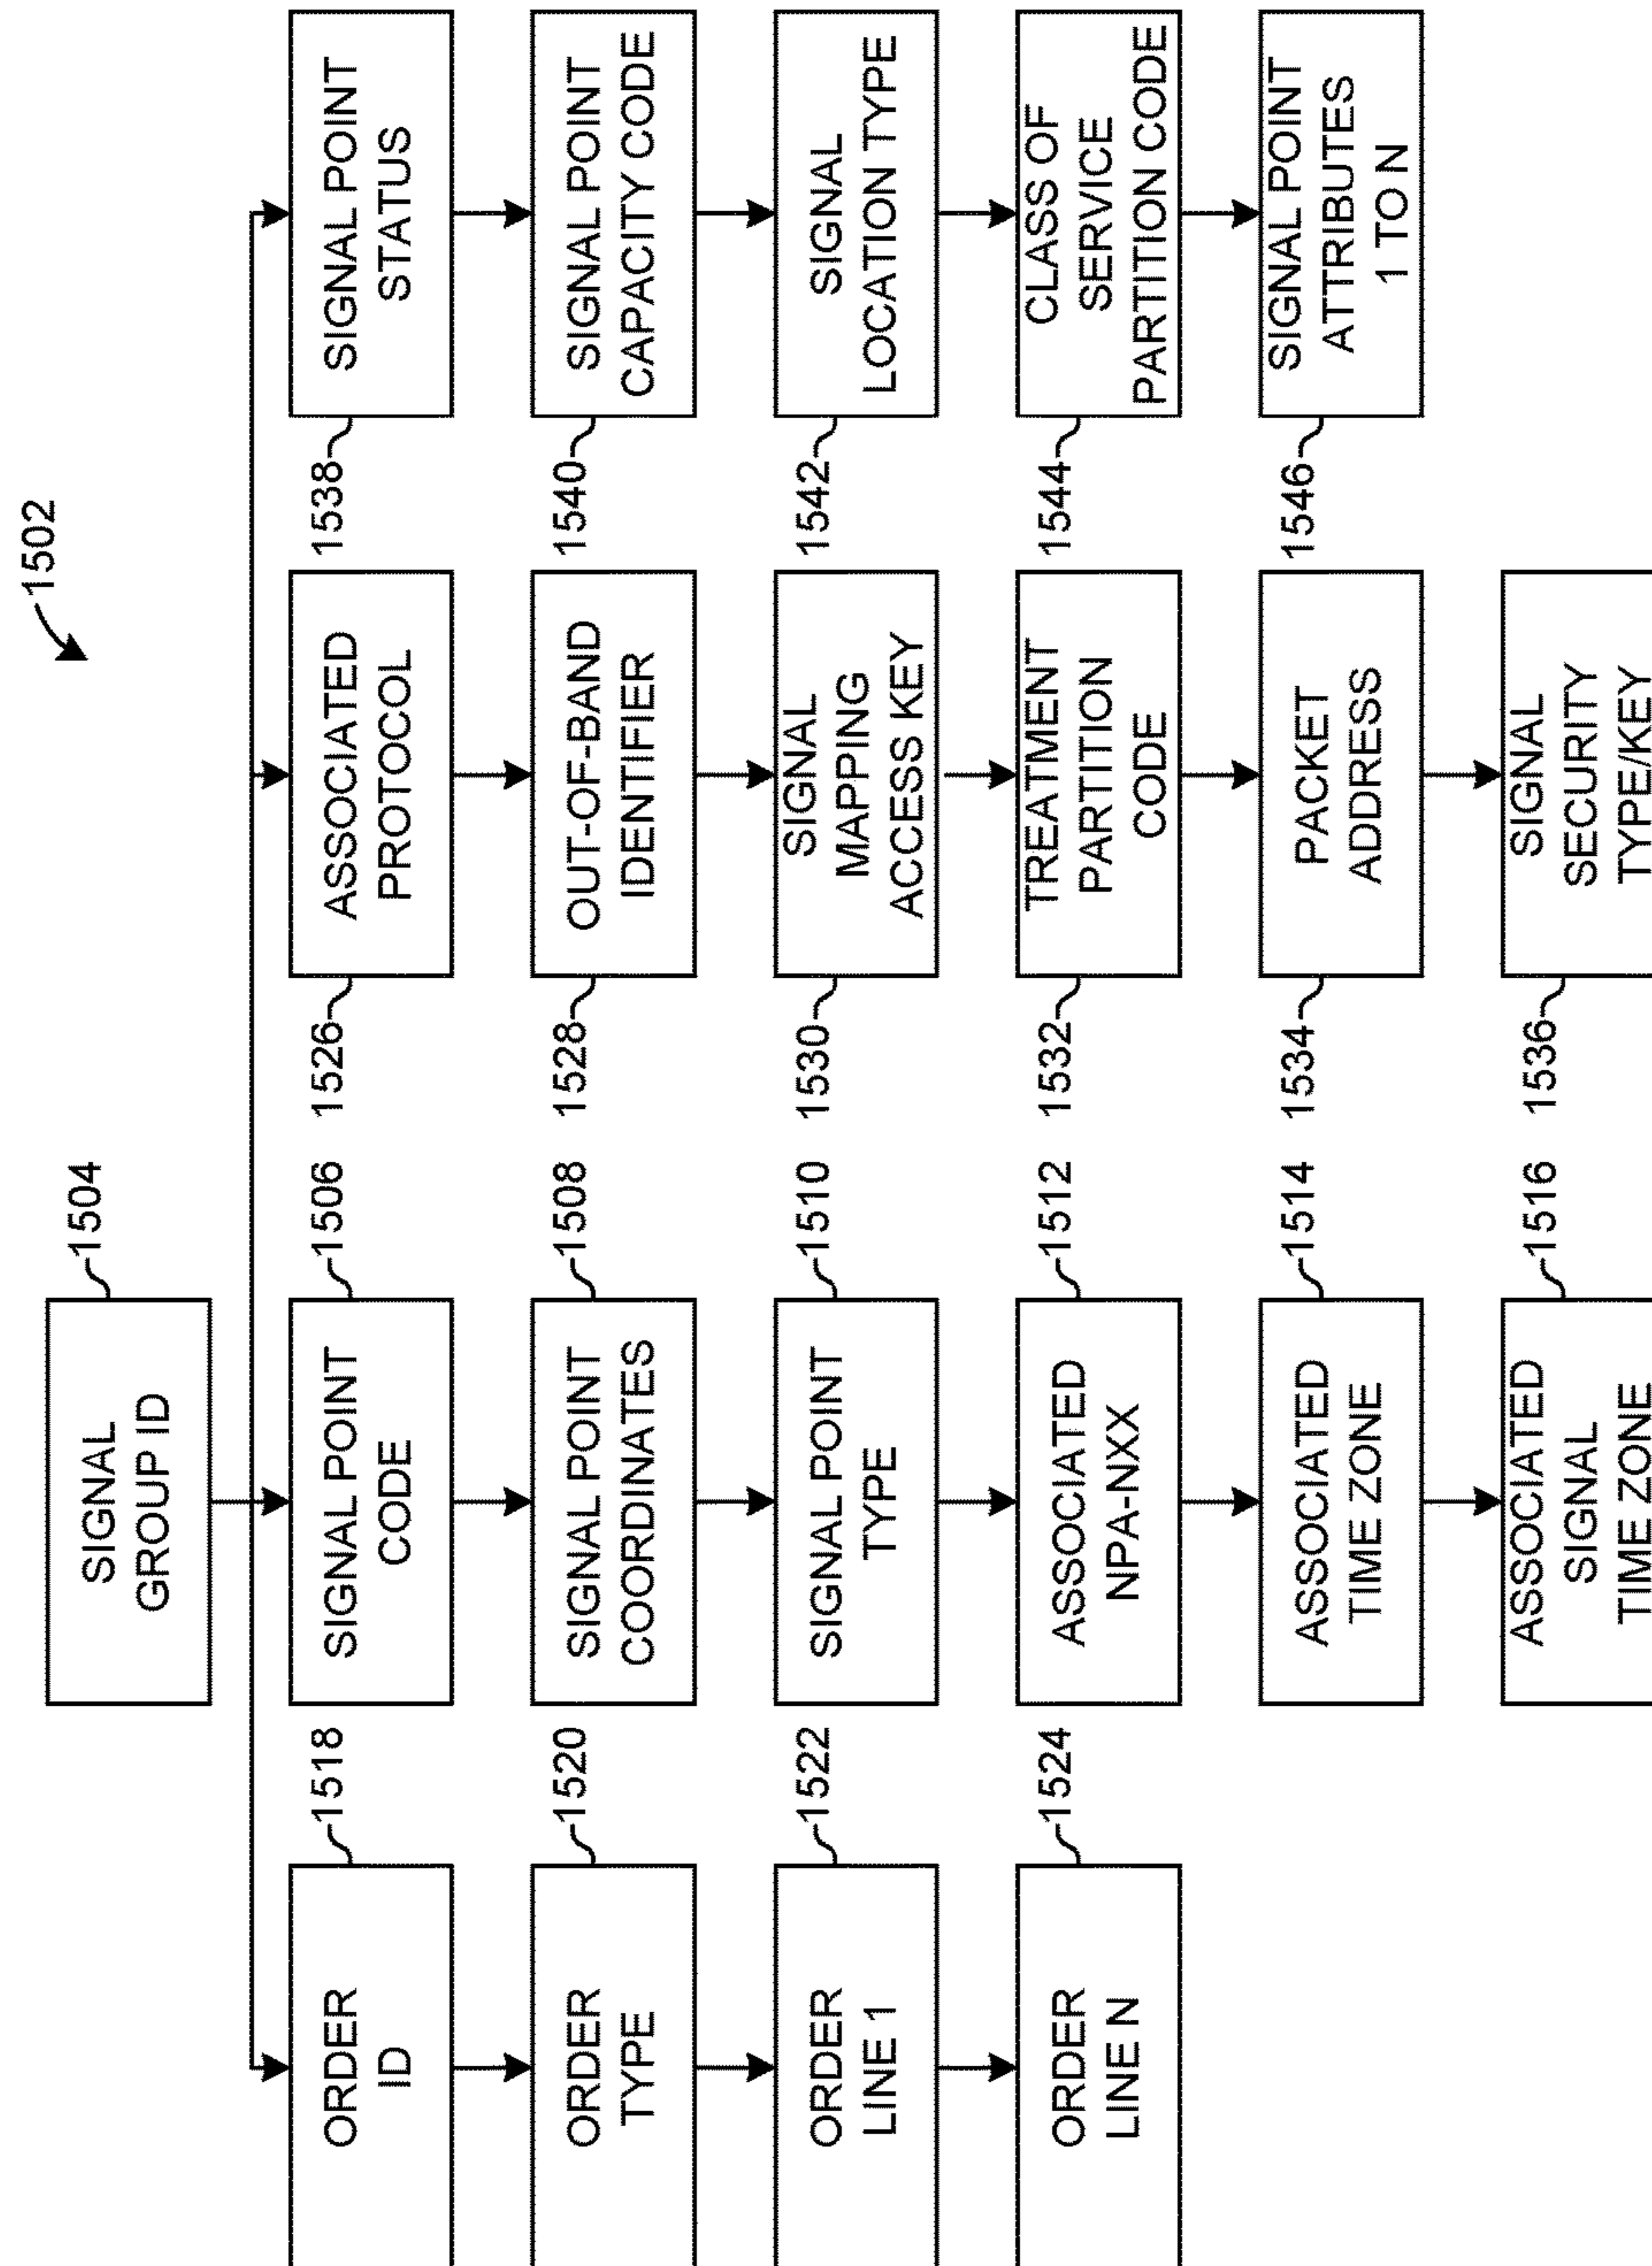 1502
SIGNAL
GROUP ID
1504
ORDER
ID
1518
ORDER
TYPE
1520
ORDER
LINE 1
1522
ORDER
LINE N
1524
SIGNAL POINT
CODE
1506
SIGNAL POINT
COORDINATES
1508
SIGNAL POINT
TYPE
1510
ASSOCIATED
NPA-NXX
1512
ASSOCIATED
TIME ZONE
1514
ASSOCIATED
SIGNAL
TIME ZONE
1516
1526
ASSOCIATED
PROTOCOL
1528
OUT-OF-BAND
IDENTIFIER
1530
SIGNAL
MAPPING
ACCESS KEY
1532
TREATMENT
PARTITION
CODE
1534
PACKET
ADDRESS
1536
SIGNAL
SECURITY
TYPE/KEY
1538
SIGNAL POINT
STATUS
1540
SIGNAL POINT
CAPACITY CODE
1542
SIGNAL
LOCATION TYPE
1544
CLASS OF
SERVICE
PARTITION CODE
1546
SIGNAL POINT
ATTRIBUTES
1 TO N